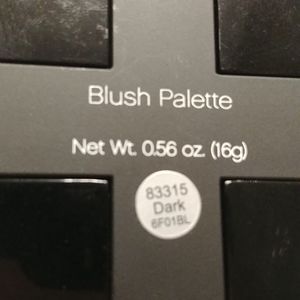 Blush Palette
Net Wt. 0.56 oz. (16g)
83315
Dark
6F01BL